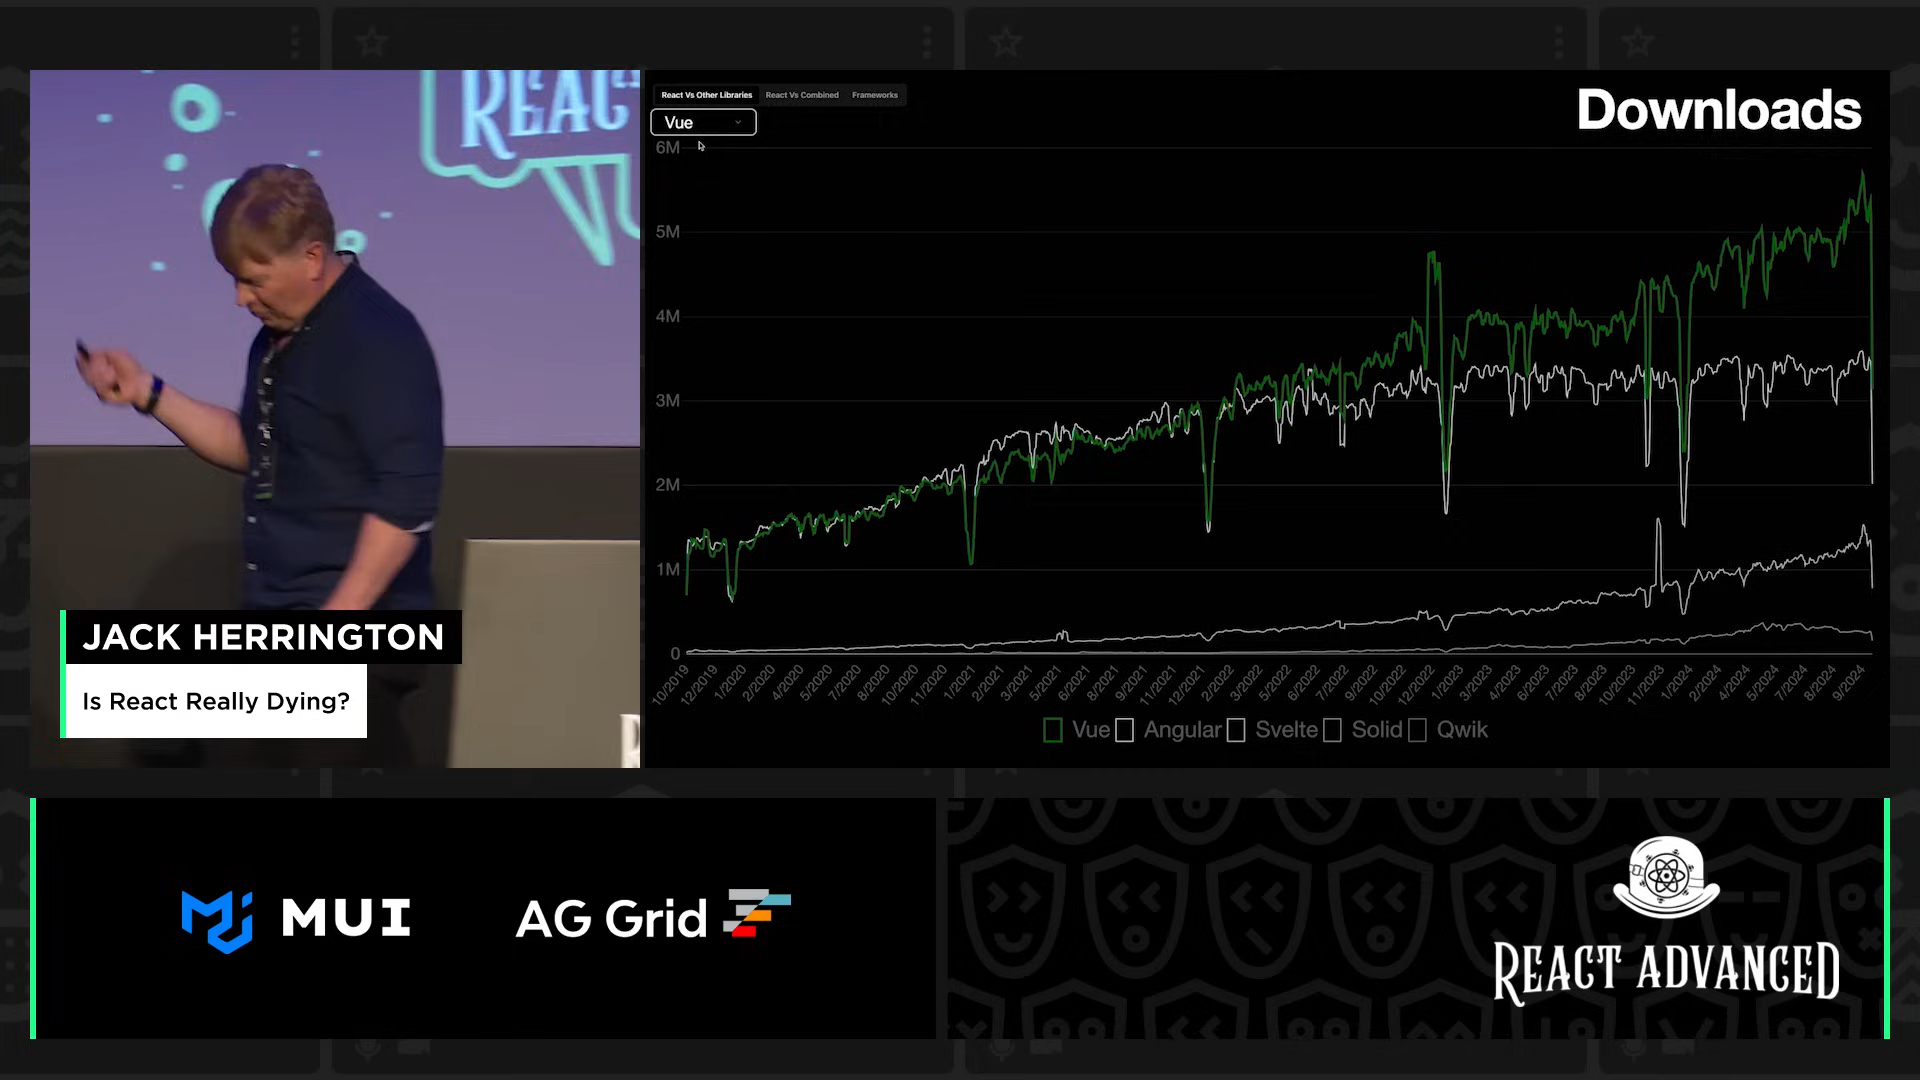 REAC
JACK HERRINGTON
Is React Really Dying?
React Vs Other Libraries React Vs Combined Frameworks
Vue
Downloads
6M
5M
4M
3M
2M
1M
0
10/2019 12/2019 1/2020 2/2020 4/2020 5/2020 7/2020 8/2020 10/2020 11/2020 1/2021 2/2021 3/2021 5/2021 6/2021 8/2021 9/2021 11/2021 12/2021 2/2022 3/2022 5/2022 6/2022 7/2022 9/2022 10/2022 12/2022 1/2023 3/2023 4/2023 6/2023 7/2023 8/2023 10/2023 11/2023 1/2024 2/2024 4/2024 5/2024 7/2024 8/2024 9/2024
Vue Angular Svelte Solid Qwik
MUI
AG Grid
REACT ADVANCED